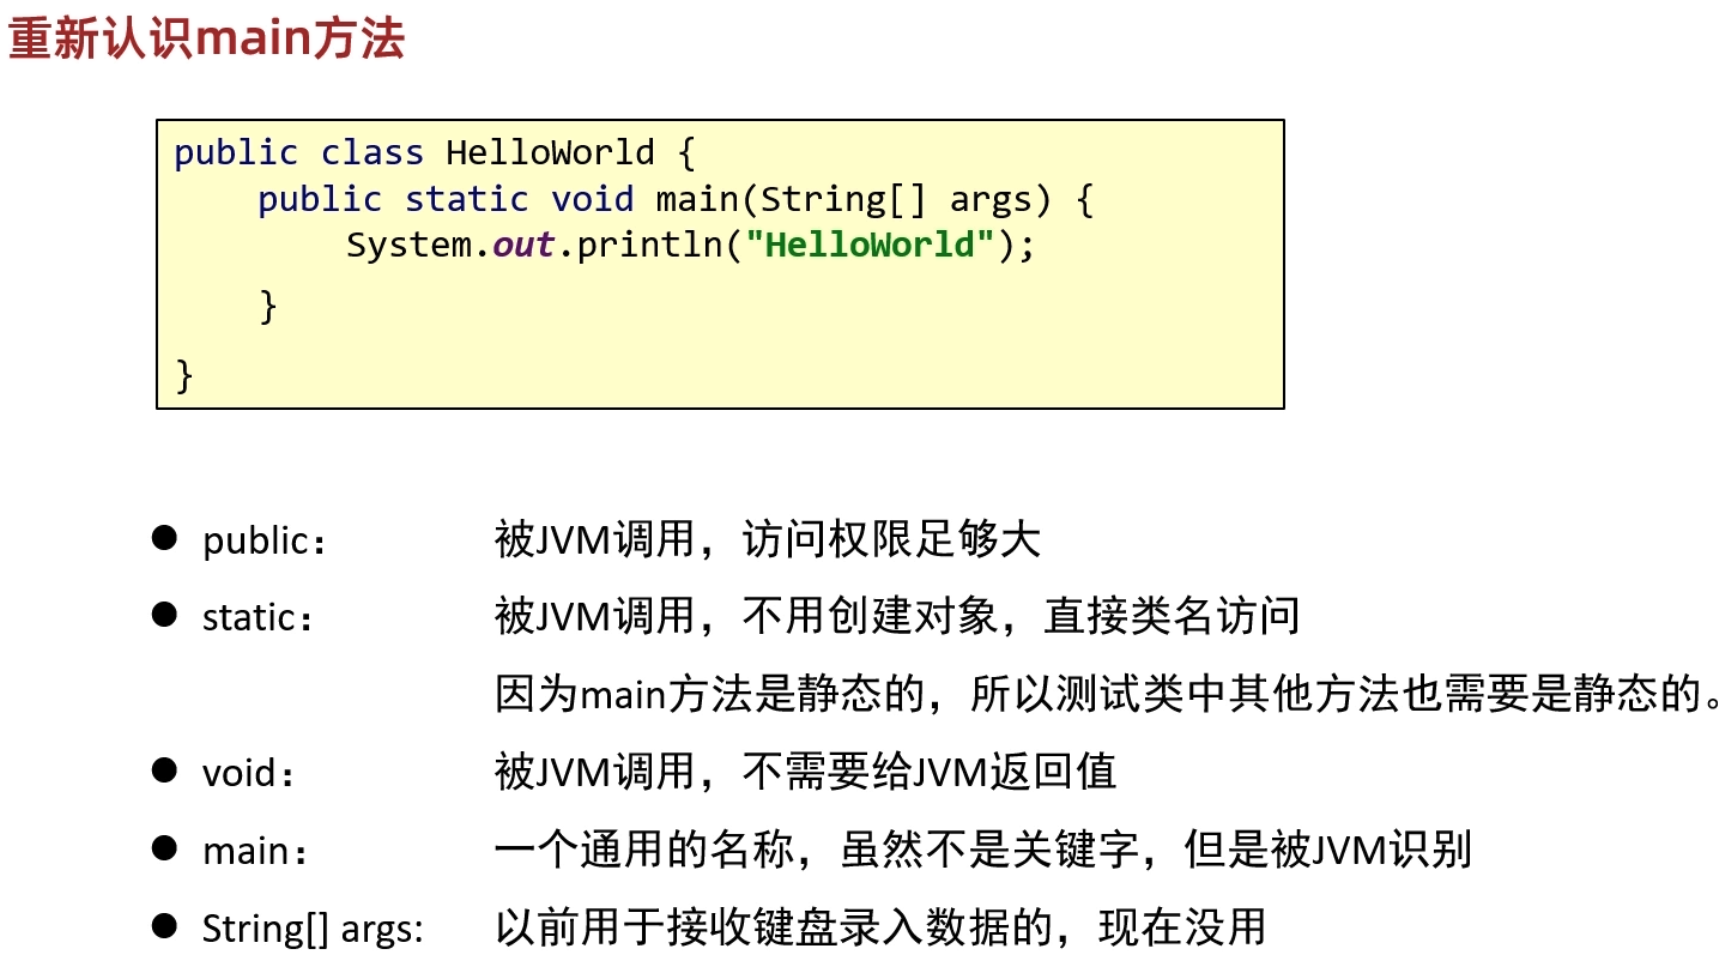 重新认识main方法
public class HelloWorld {
public static void main(String[] args) {
System.out.println("HelloWorld");
}
}
● public： 被JVM调用，访问权限足够大
● static： 被JVM调用，不用创建对象，直接类名访问
因为main方法是静态的，所以测试类中其他方法也需要是静态的。
● void： 被JVM调用，不需要给JVM返回值
● main： 一个通用的名称，虽然不是关键字，但是被JVM识别
● String[] args: 以前用于接收键盘录入数据的，现在没用